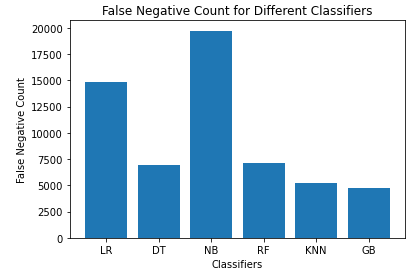 False Negative Count for Different Classifiers
20000
17500
15000
12500
10000
7500
5000
2500
0
False Negative Count
LR DT NB RF KNN GB
Classifiers